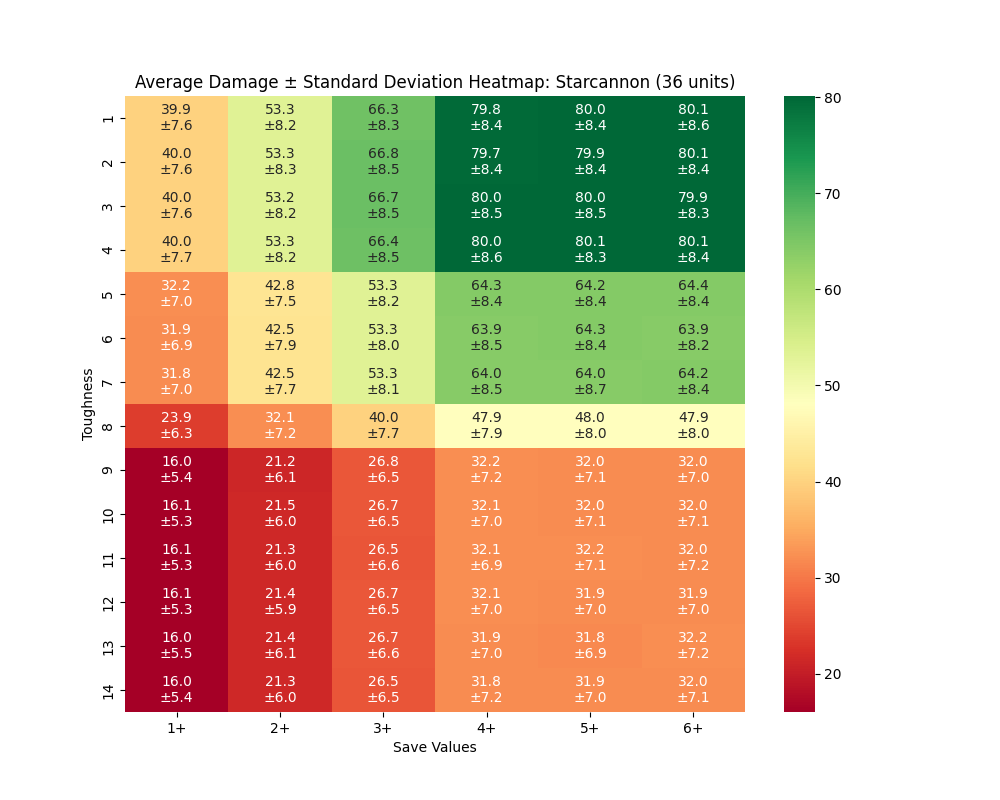 Average Damage ± Standard Deviation Heatmap: Starcannon (36 units)
1 39.9 53.3 66.3 79.8 80.0 80.1
±7.6 ±8.2 ±8.3 ±8.4 ±8.4 ±8.6
2 40.0 53.3 66.8 79.7 79.9 80.1
±7.6 ±8.3 ±8.5 ±8.4 ±8.4 ±8.4
3 40.0 53.2 66.7 80.0 80.0 79.9
±7.6 ±8.2 ±8.5 ±8.5 ±8.5 ±8.3
4 40.0 53.3 66.4 80.0 80.1 80.1
±7.7 ±8.2 ±8.5 ±8.6 ±8.3 ±8.4
5 32.2 42.8 53.3 64.3 64.2 64.4
±7.0 ±7.5 ±8.2 ±8.4 ±8.4 ±8.4
6 31.9 42.5 53.3 63.9 64.3 63.9
±6.9 ±7.9 ±8.0 ±8.5 ±8.4 ±8.2
7 31.8 42.5 53.3 64.0 64.0 64.2
±7.0 ±7.7 ±8.1 ±8.5 ±8.7 ±8.4
8 23.9 32.1 40.0 47.9 48.0 47.9
±6.3 ±7.2 ±7.7 ±7.9 ±8.0 ±8.0
9 16.0 21.2 26.8 32.2 32.0 32.0
±5.4 ±6.1 ±6.5 ±7.2 ±7.1 ±7.0
10 16.1 21.5 26.7 32.1 32.0 32.0
±5.3 ±6.0 ±6.5 ±7.0 ±7.1 ±7.1
11 16.1 21.3 26.5 32.1 32.2 32.0
±5.3 ±6.0 ±6.6 ±6.9 ±7.1 ±7.2
12 16.1 21.4 26.7 32.1 31.9 31.9
±5.3 ±5.9 ±6.5 ±7.0 ±7.0 ±7.0
13 16.0 21.4 26.7 31.9 31.8 32.2
±5.5 ±6.1 ±6.6 ±7.0 ±6.9 ±7.2
14 16.0 21.3 26.5 31.8 31.9 32.0
±5.4 ±6.0 ±6.5 ±7.2 ±7.0 ±7.1
1+ 2+ 3+ 4+ 5+ 6+
Save Values
Toughness
80
70
60
50
40
30
20